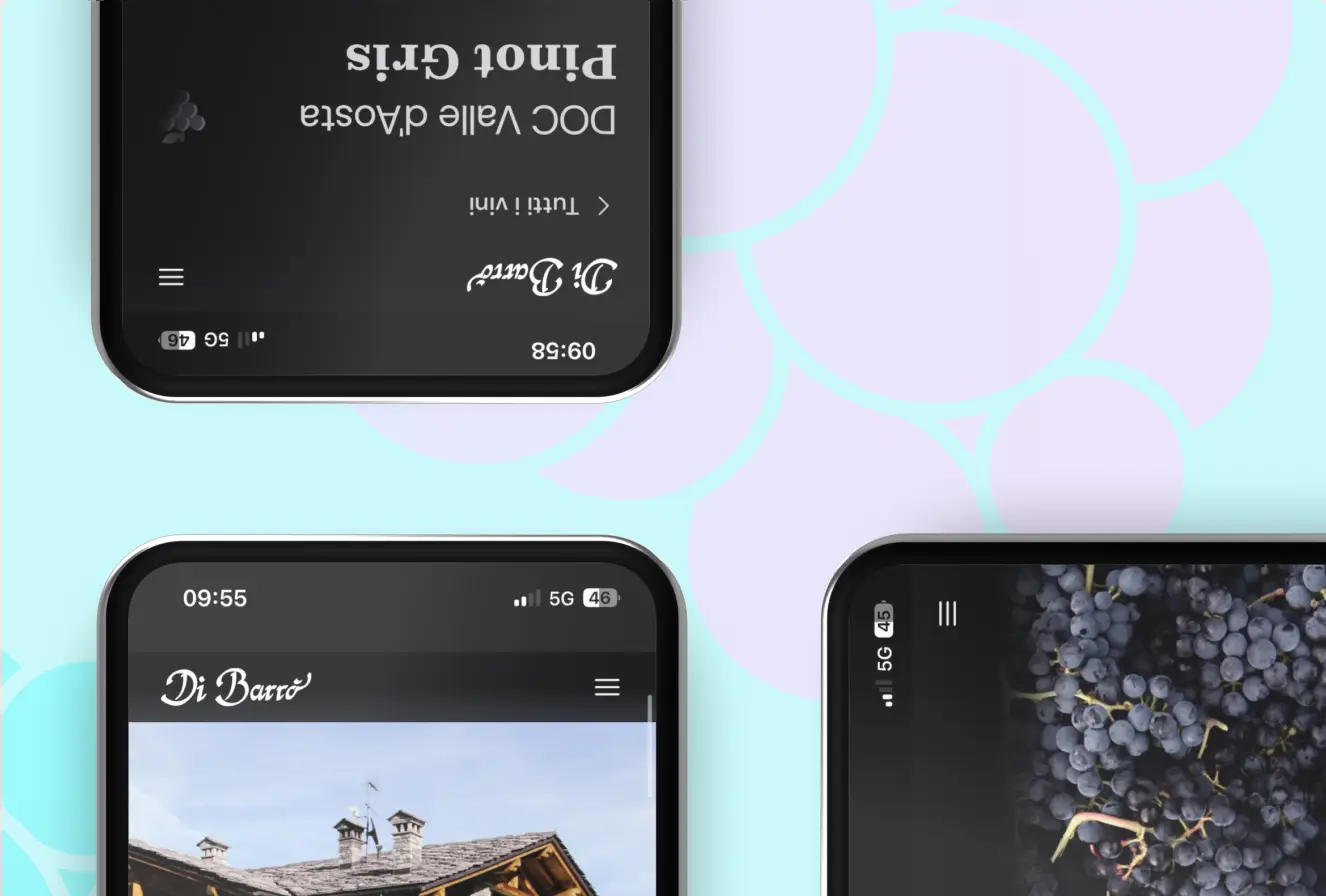 09:58
5G 46
Di Barrò
Tutti i vini
DOC Valle d'Aosta
Pinot Gris
09:55
5G 46
Di Barrò
5G 45